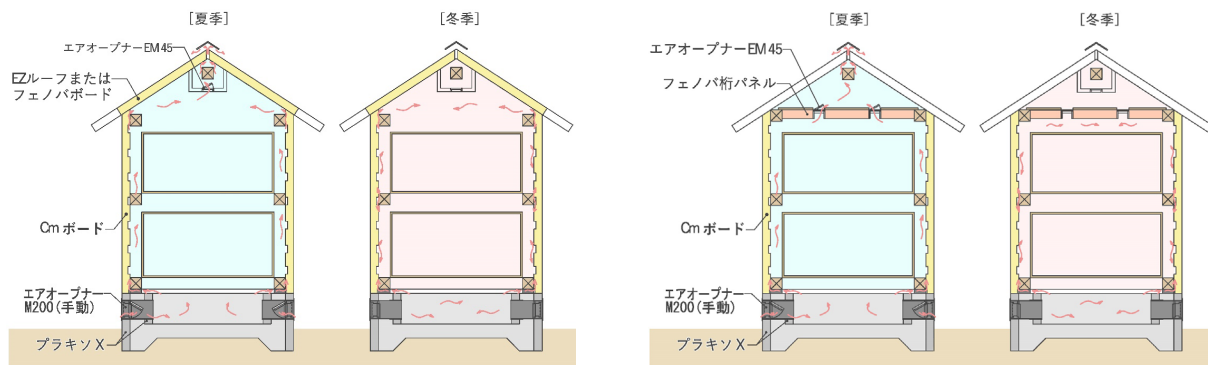 [夏季]
[冬季]
エアオープナーEM45
EZルーフまたは
フェノバボード
Cmボード
エアオープナー
M200(手動)
プラキソX
[夏季]
[冬季]
エアオープナーEM45
フェノバ桁パネル
Cmボード
エアオープナー
M200(手動)
プラキソX